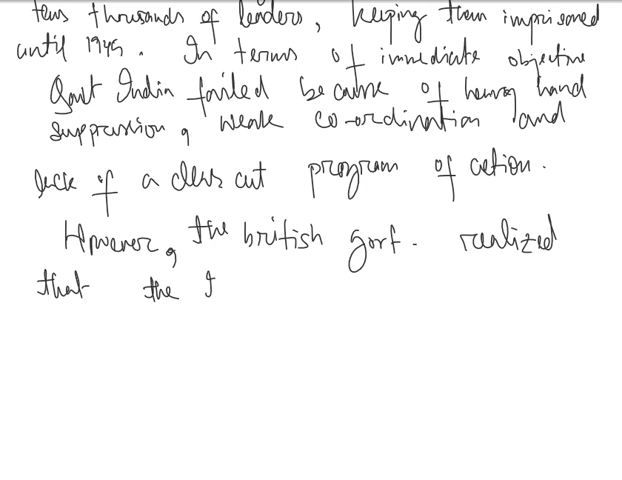 tens thousands of leaders, keeping them imprisoned
until 1945. In terms of immediate objective
Quit India failed because of heavy hand
suppression, weak co-ordination and
lack of a clear cut program of action.
However, the british govt. realized
that the I